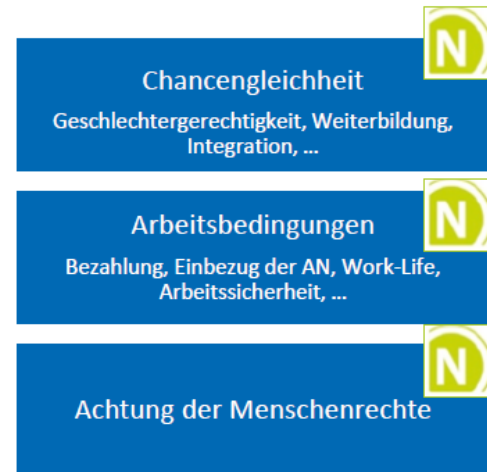 N
Chancengleichheit
Geschlechtergerechtigkeit, Weiterbildung,
Integration, ...
N
Arbeitsbedingungen
Bezahlung, Einbezug der AN, Work-Life,
Arbeitssicherheit, ...
N
Achtung der Menschenrechte